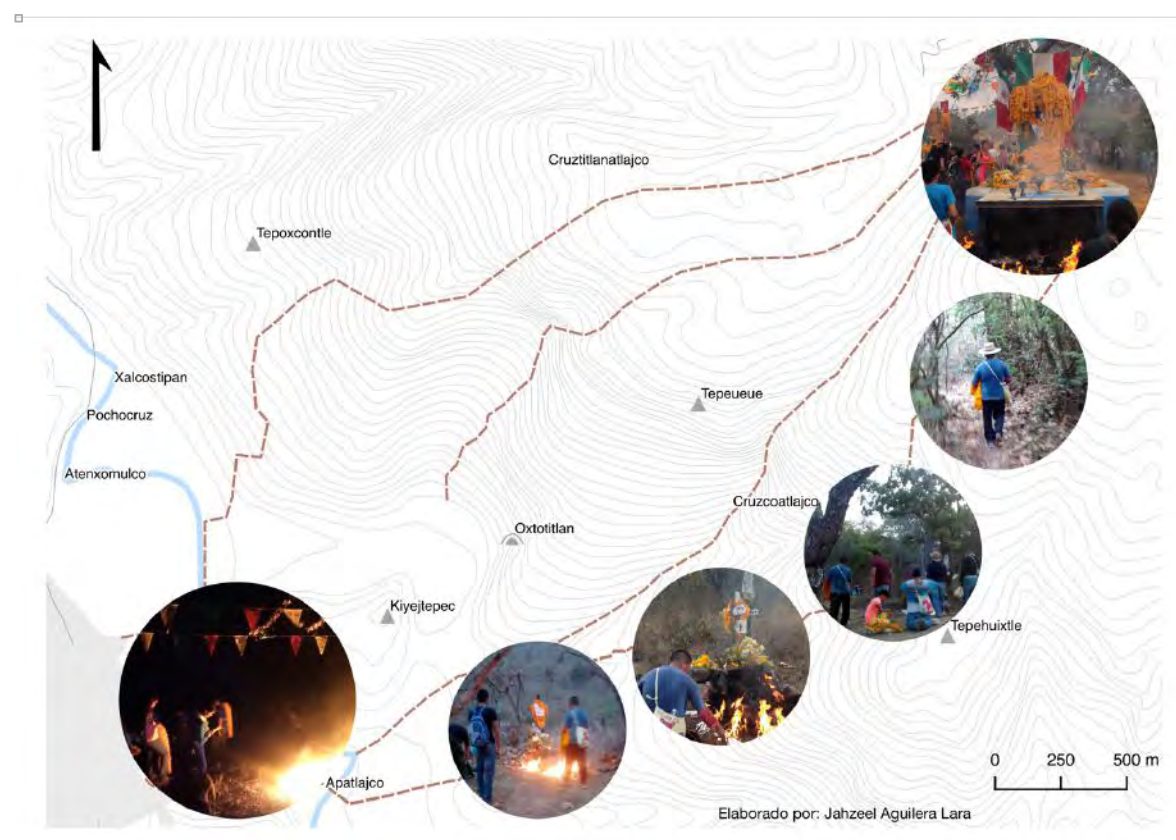 Cruztitlanatlajco
Tepoxcontle
Xalcostipan
Pochocruz
Tepeueue
Atenxomulco
Cruzcoatlajco
Oxtotitlan
Kiyejtepec
Tepehuixtle
Apatlajco
0 250 500 m
Elaborado por: Jahzeel Aguilera Lara